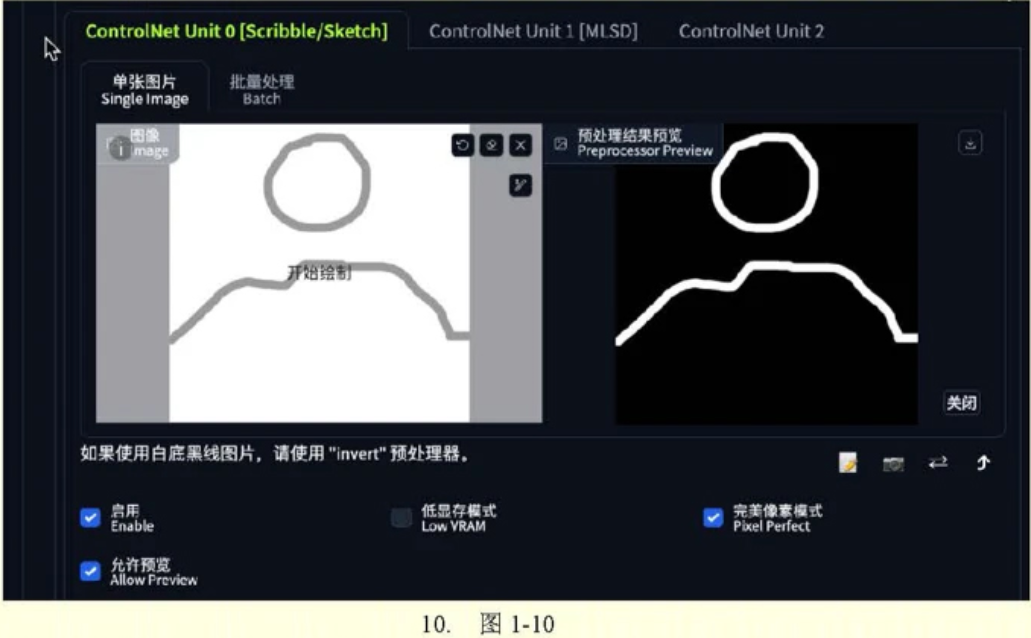 ControlNet Unit 0 [Scribble/Sketch] ControlNet Unit 1 [MLSD] ControlNet Unit 2
单张图片 批量处理
Single Image Batch
图像 预处理结果预览
Image Preprocessor Preview
开始绘制
关闭
如果使用白底黑线图片，请使用 "invert" 预处理器。
启用 低显存模式 完美像素模式
Enable Low VRAM Pixel Perfect
允许预览
Allow Preview
10. 图 1-10